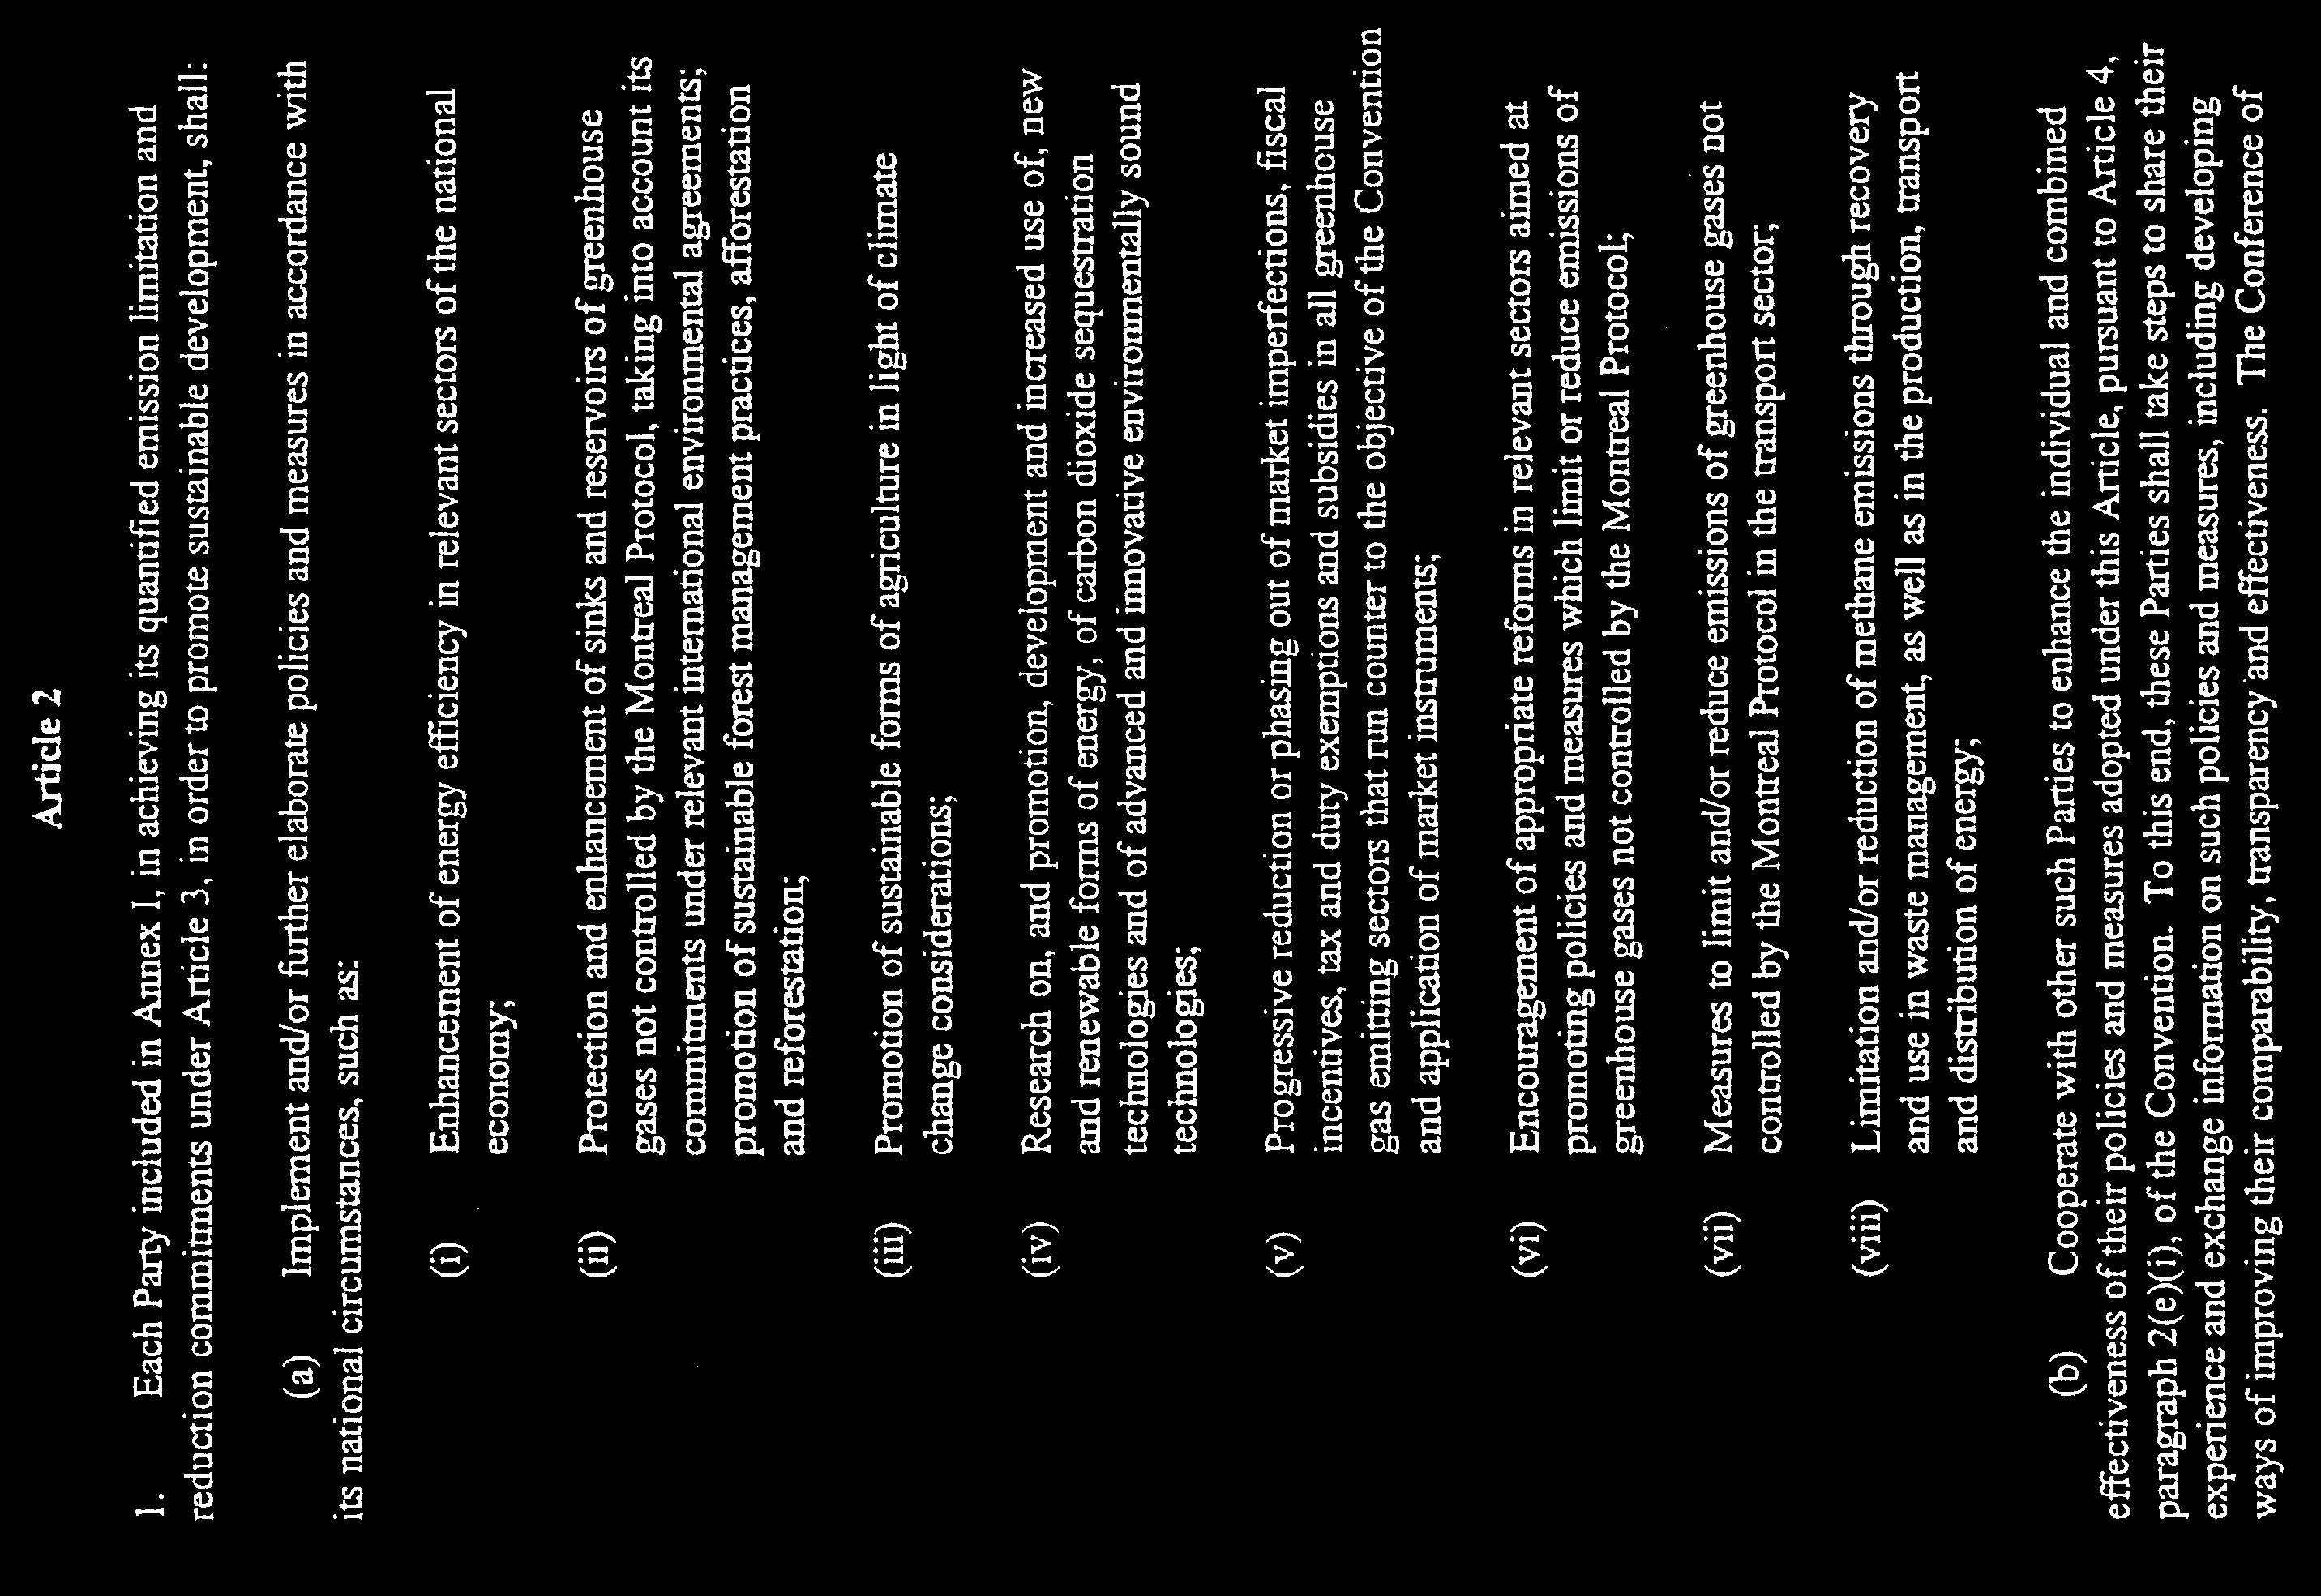 Article 2
1. Each Party included in Annex I, in achieving its quantified emission limitation and
reduction commitments under Article 3, in order to promote sustainable development, shall:
(a) Implement and/or further elaborate policies and measures in accordance with
its national circumstances, such as:
(i) Enhancement of energy efficiency in relevant sectors of the national
economy;
(ii) Protection and enhancement of sinks and reservoirs of greenhouse
gases not controlled by the Montreal Protocol, taking into account its
commitments under relevant international environmental agreements;
promotion of sustainable forest management practices, afforestation
and reforestation;
(iii) Promotion of sustainable forms of agriculture in light of climate
change considerations;
(iv) Research on, and promotion, development and increased use of, new
and renewable forms of energy, of carbon dioxide sequestration
technologies and of advanced and innovative environmentally sound
technologies;
(v) Progressive reduction or phasing out of market imperfections, fiscal
incentives, tax and duty exemptions and subsidies in all greenhouse
gas emitting sectors that run counter to the objective of the Convention
and application of market instruments;
(vi) Encouragement of appropriate reforms in relevant sectors aimed at
promoting policies and measures which limit or reduce emissions of
greenhouse gases not controlled by the Montreal Protocol;
(vii) Measures to limit and/or reduce emissions of greenhouse gases not
controlled by the Montreal Protocol in the transport sector;
(viii) Limitation and/or reduction of methane emissions through recovery
and use in waste management, as well as in the production, transport
and distribution of energy;
(b) Cooperate with other such Parties to enhance the individual and combined
effectiveness of their policies and measures adopted under this Article, pursuant to Article 4,
paragraph 2(e)(i), of the Convention. To this end, these Parties shall take steps to share their
experience and exchange information on such policies and measures, including developing
ways of improving their comparability, transparency and effectiveness. The Conference of